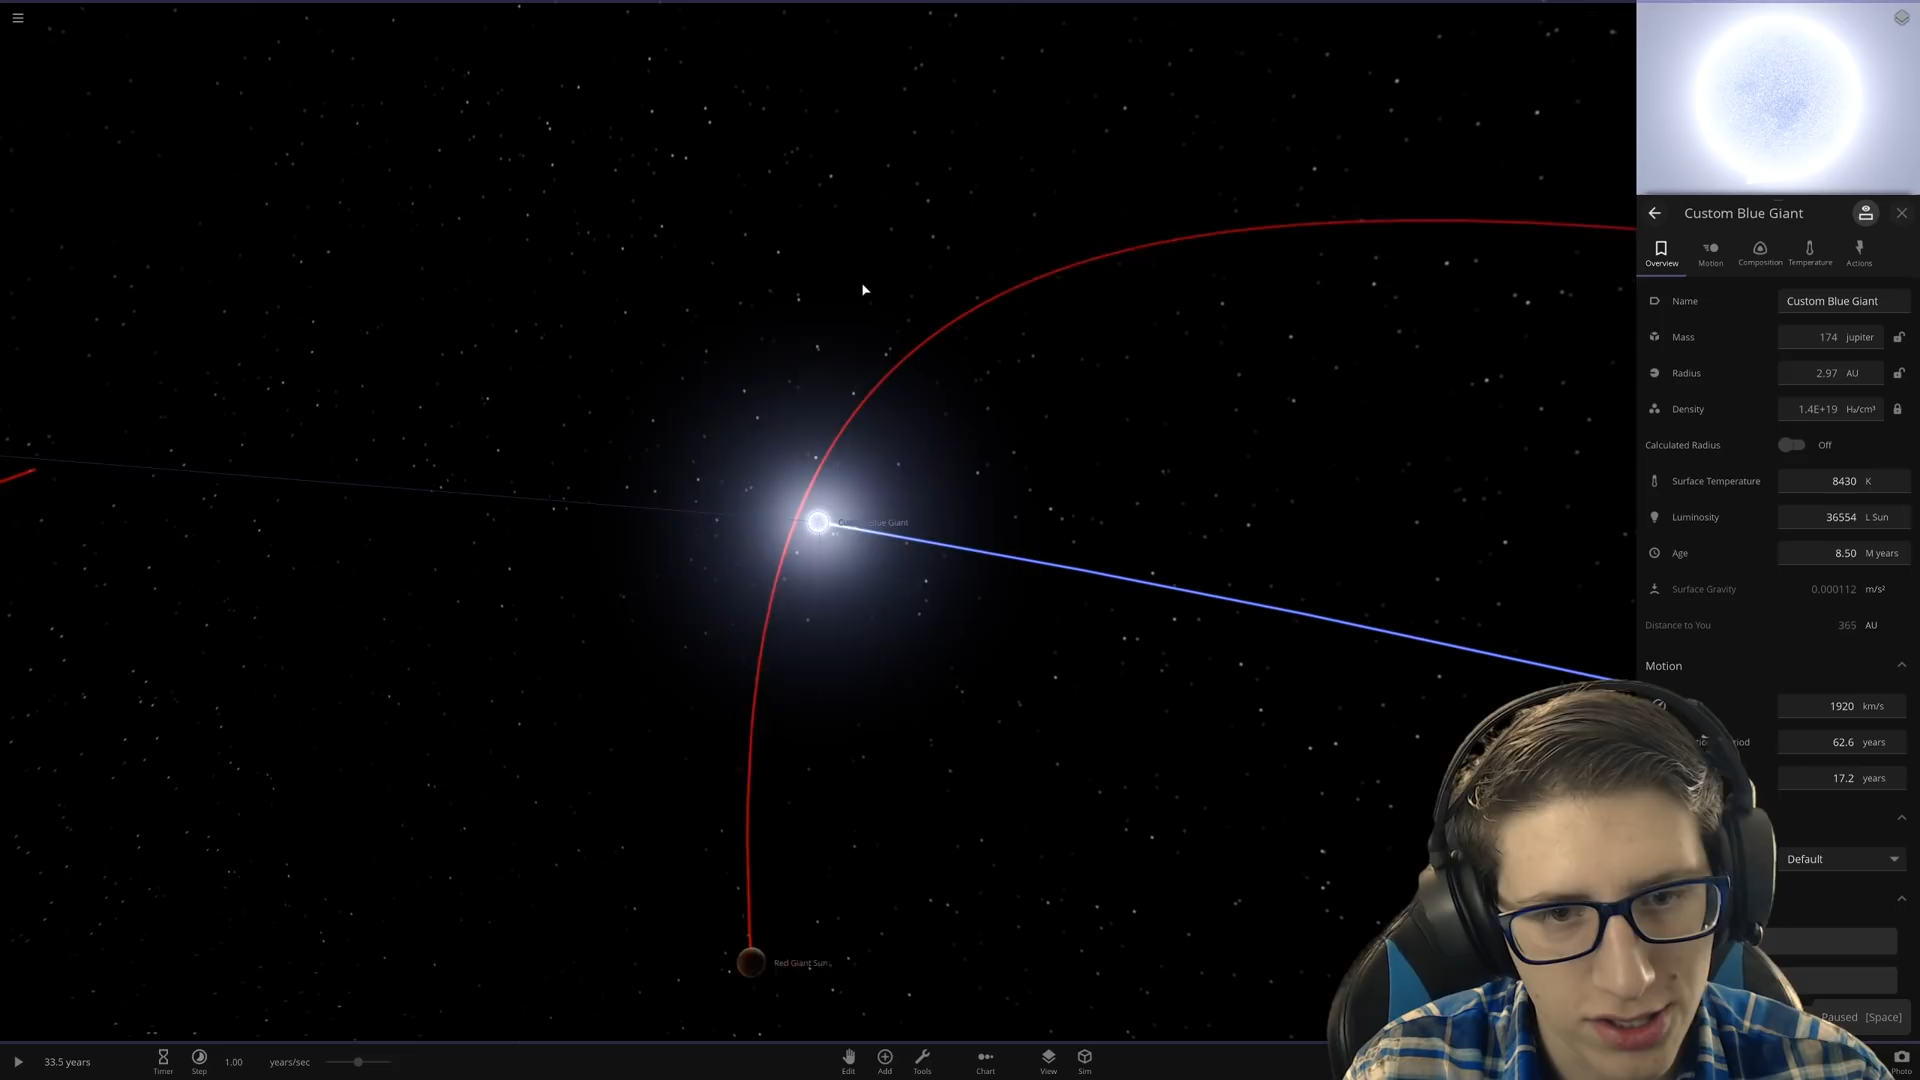 Custom Blue Giant
Overview
Motion
Composition
Temperature
Actions
Name Custom Blue Giant
Mass 174 jupiter
Radius 2.97 AU
Density 1.4E+19 H₂/cm³
Calculated Radius Off
Surface Temperature 8430 K
Luminosity 36554 L Sun
Age 8.50 M years
Surface Gravity 0.000112 m/s²
Distance to You 365 AU
Motion
1920 km/s
62.6 years
17.2 years
Default
Paused [Space]
Blue Giant
Red Giant Sun
33.5 years
Timer
Step
1.00 years/sec
Edit
Add
Tools
Chart
View
Sim
Photo